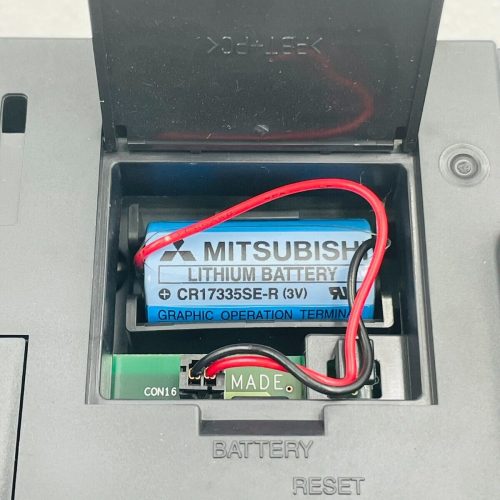 MITSUBISHI
LITHIUM BATTERY
CR17335SE-R (3V)
GRAPHIC OPERATION TERMINAL
CON16
MADE.
BATTERY
RESET